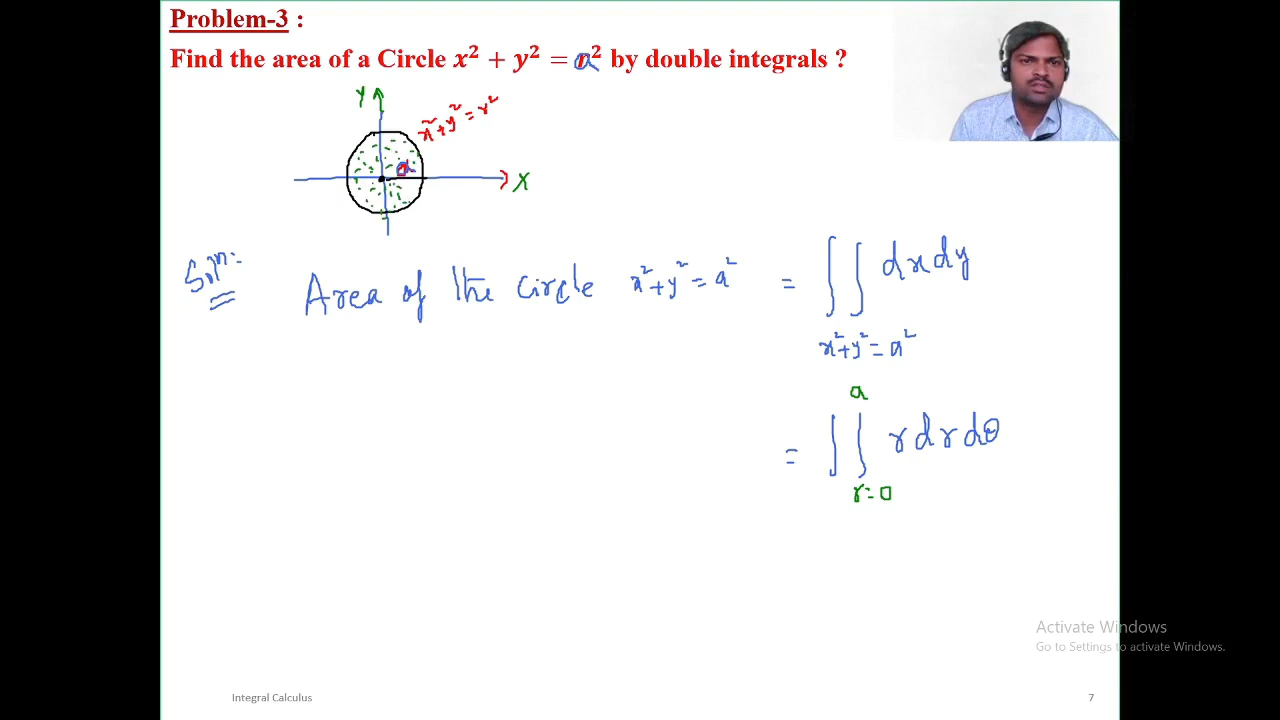 Problem-3 :
Find the area of a Circle x² + y² = a² by double integrals ?
Y
x² + y² = r²
a
X
Soln:
Area of the circle x² + y² = a² = ∫∫ dx dy
x² + y² = a²
a
= ∫∫ r dr dθ
r=0
Activate Windows
Go to Settings to activate Windows.
Integral Calculus
7